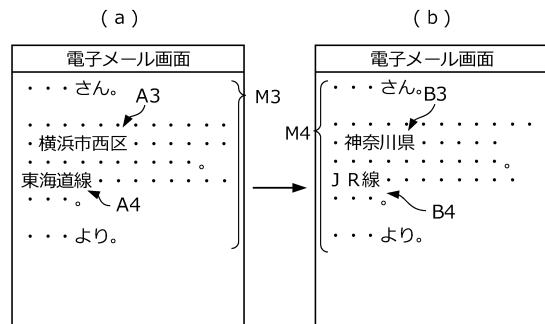 (a)
電子メール画面
・・・さん。
A3
M3
・・・・・・・・・・・・
・横浜市西区・・・・・・
・・・・・・・・・・。
東海道線・・・・・・・・
・・・。
A4
・・・より。
(b)
電子メール画面
・・・さん。
B3
M4
・・・・・・・・・・・・
・神奈川県・・・・・
・・・・・・・・・・。
JR線・・・・・・・・
・・・。
B4
・・・より。